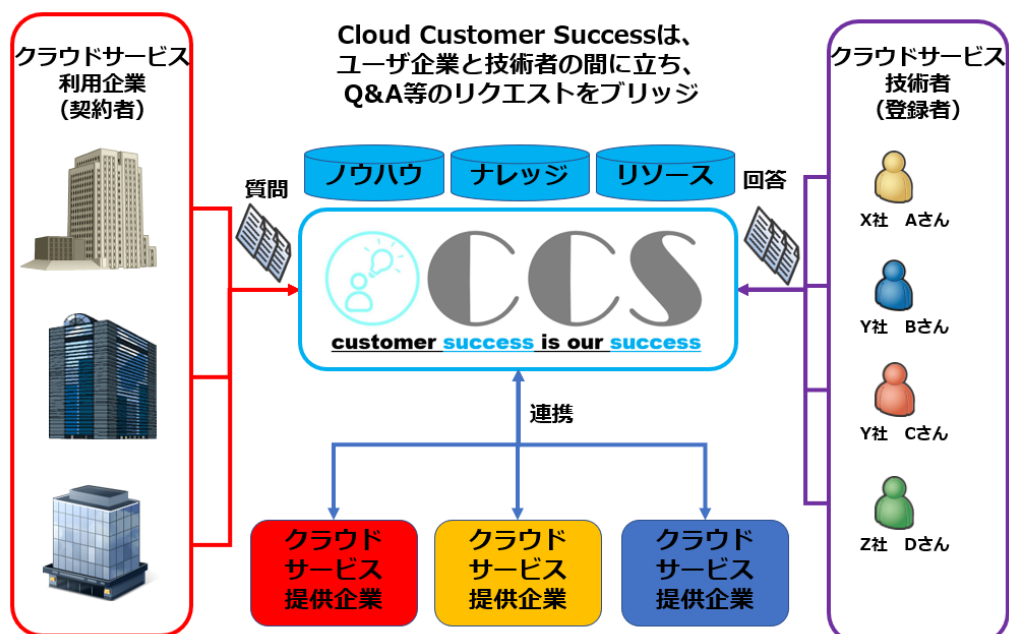 Cloud Customer Successは、
ユーザ企業と技術者の間に立ち、
Q&A等のリクエストをブリッジ
クラウドサービス
利用企業
（契約者）
クラウドサービス
技術者
（登録者）
ノウハウ
ナレッジ
リソース
質問
回答
CCS
customer success is our success
X社　Aさん
Y社　Bさん
Y社　Cさん
Z社　Dさん
連携
クラウド
サービス
提供企業
クラウド
サービス
提供企業
クラウド
サービス
提供企業